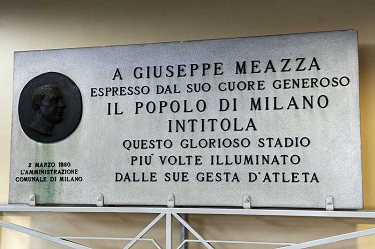 A GIUSEPPE MEAZZA
ESPRESSO DAL SUO CUORE GENEROSO
IL POPOLO DI MILANO
INTITOLA
QUESTO GLORIOSO STADIO
PIU' VOLTE ILLUMINATO
DALLE SUE GESTA D'ATLETA
2 MARZO 1980
L'AMMINISTRAZIONE
COMUNALE DI MILANO